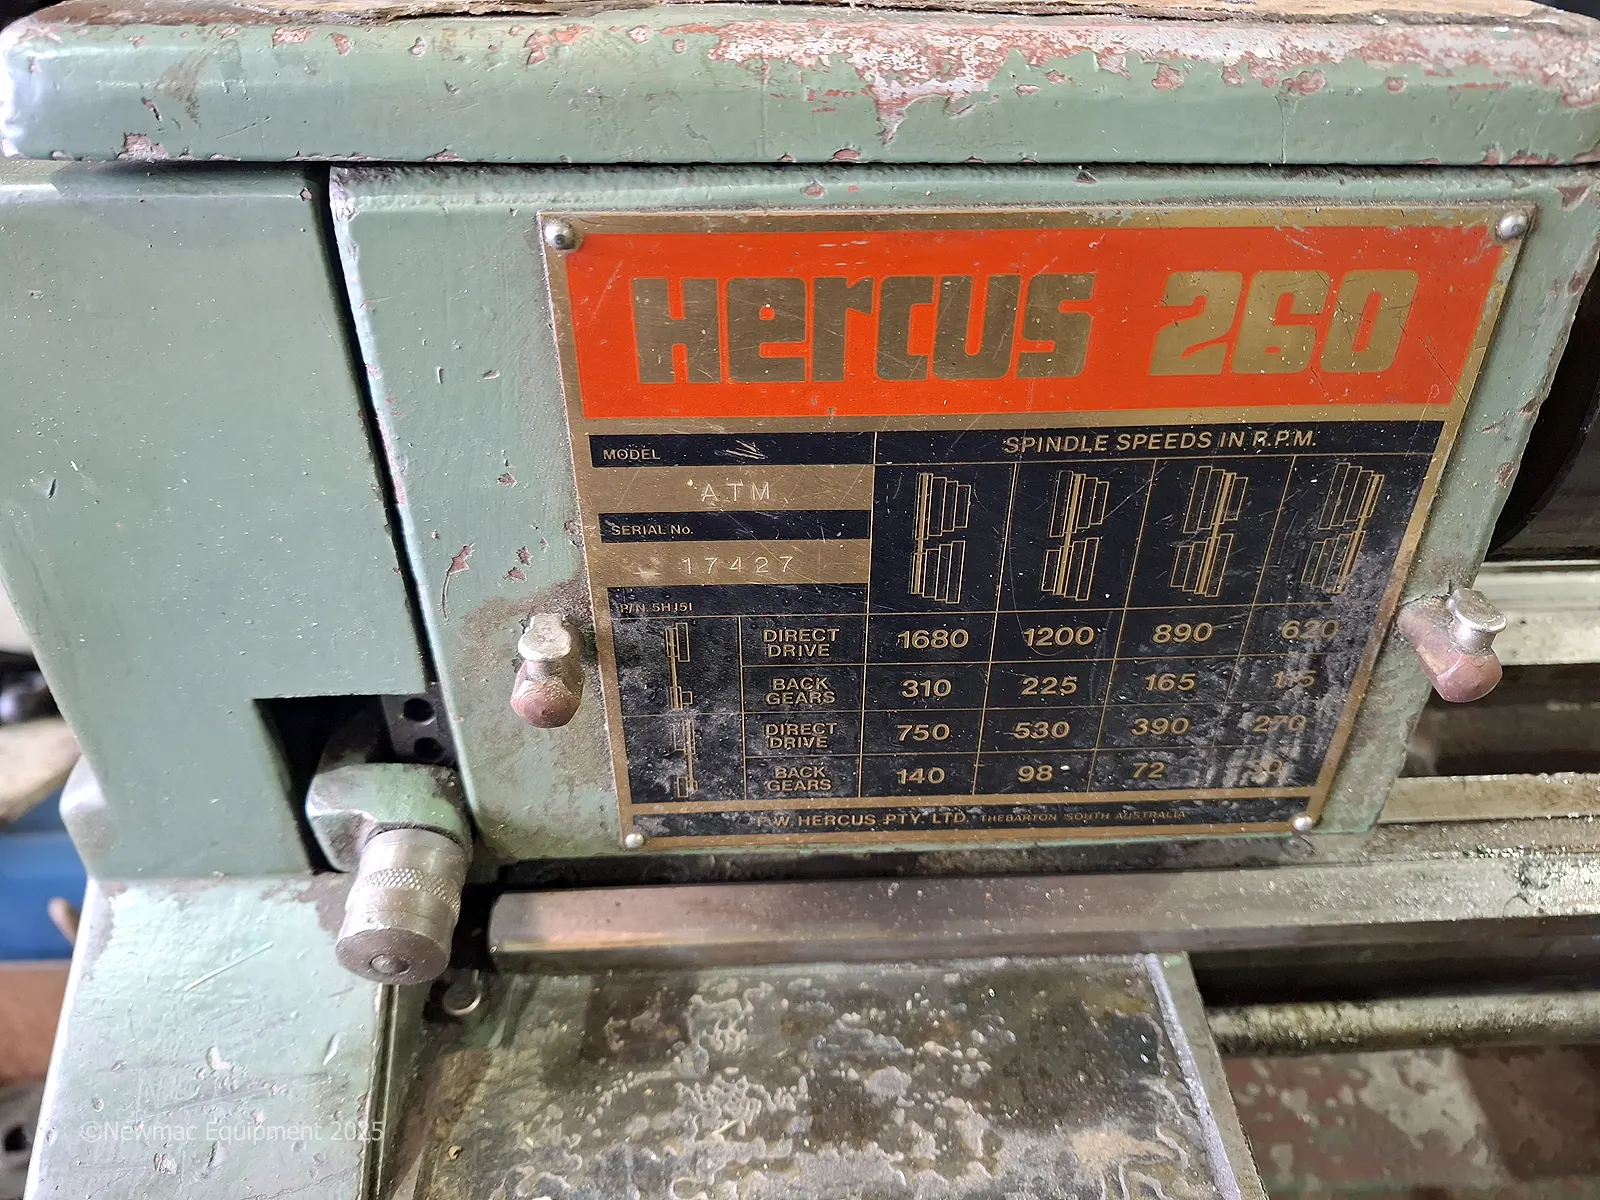 Hercus 260
MODEL
SPINDLE SPEEDS IN R.P.M.
ATM
SERIAL No.
17427
P/N. 5H151
DIRECT DRIVE 1680 1200 890 620
BACK GEARS 310 225 165 115
DIRECT DRIVE 750 530 390 270
BACK GEARS 140 98 72
F.W. HERCUS PTY. LTD. THEBARTON SOUTH AUSTRALIA
©Newmac Equipment 2025